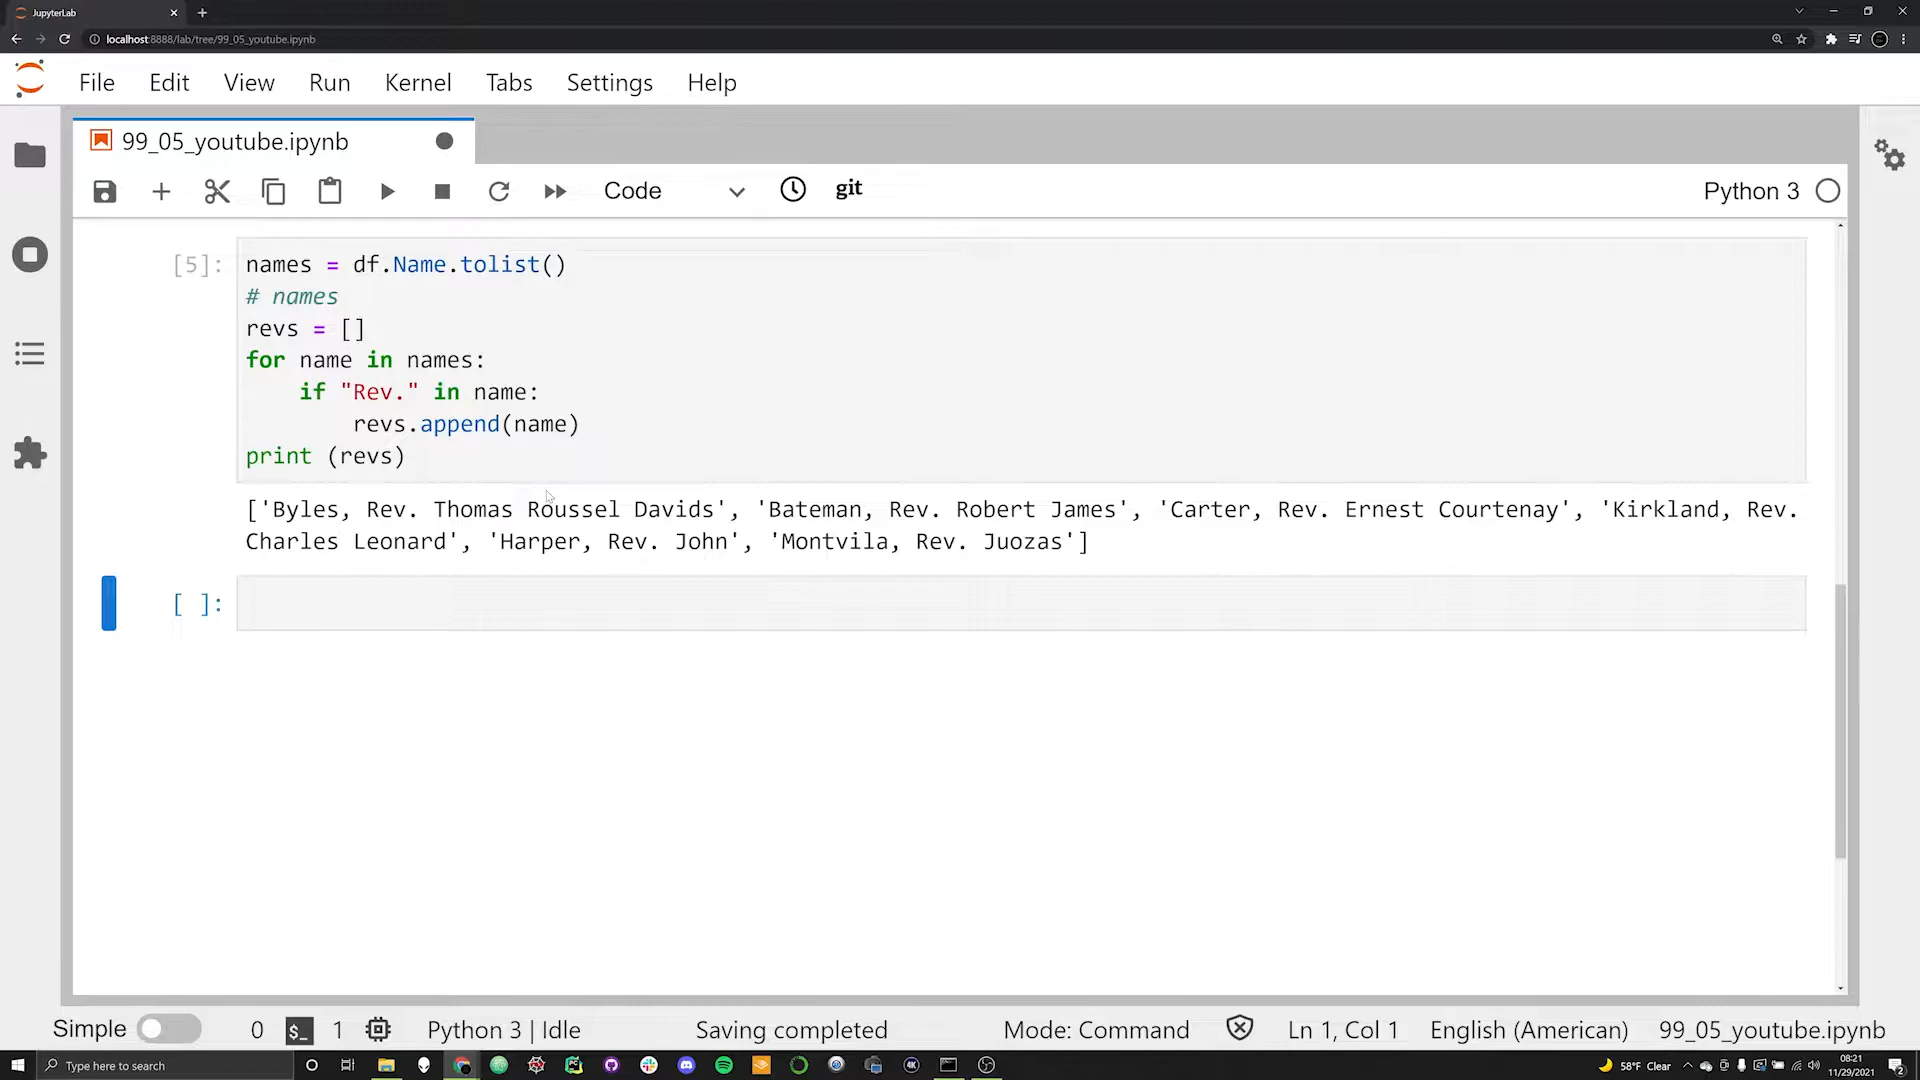 JupyterLab
localhost:8888/lab/tree/99_05_youtube.ipynb
File Edit View Run Kernel Tabs Settings Help
99_05_youtube.ipynb
Code git Python 3
[5]: names = df.Name.tolist()
# names
revs = []
for name in names:
if "Rev." in name:
revs.append(name)
print (revs)
['Byles, Rev. Thomas Roussel Davids', 'Bateman, Rev. Robert James', 'Carter, Rev. Ernest Courtenay', 'Kirkland, Rev.
Charles Leonard', 'Harper, Rev. John', 'Montvila, Rev. Juozas']
[ ]:
Simple 0 $_ 1 Python 3 | Idle Saving completed Mode: Command Ln 1, Col 1 English (American) 99_05_youtube.ipynb
Type here to search 58°F Clear 08:21
11/29/2021